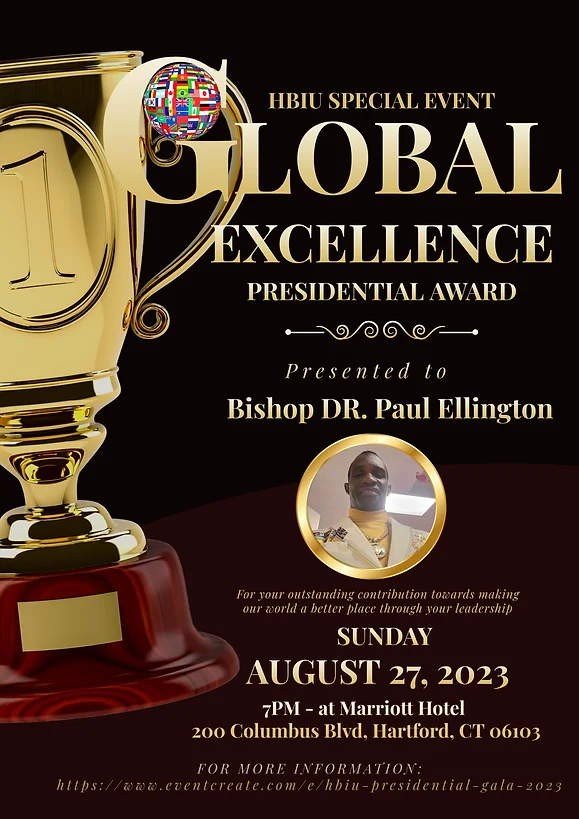 HBIU SPECIAL EVENT
GLOBAL
EXCELLENCE
PRESIDENTIAL AWARD
Presented to
Bishop DR. Paul Ellington
For your outstanding contribution towards making
our world a better place through your leadership
SUNDAY
AUGUST 27, 2023
7PM - at Marriott Hotel
200 Columbus Blvd, Hartford, CT 06103
FOR MORE INFORMATION:
https://www.eventcreate.com/e/hbiu-presidential-gala-2023
1